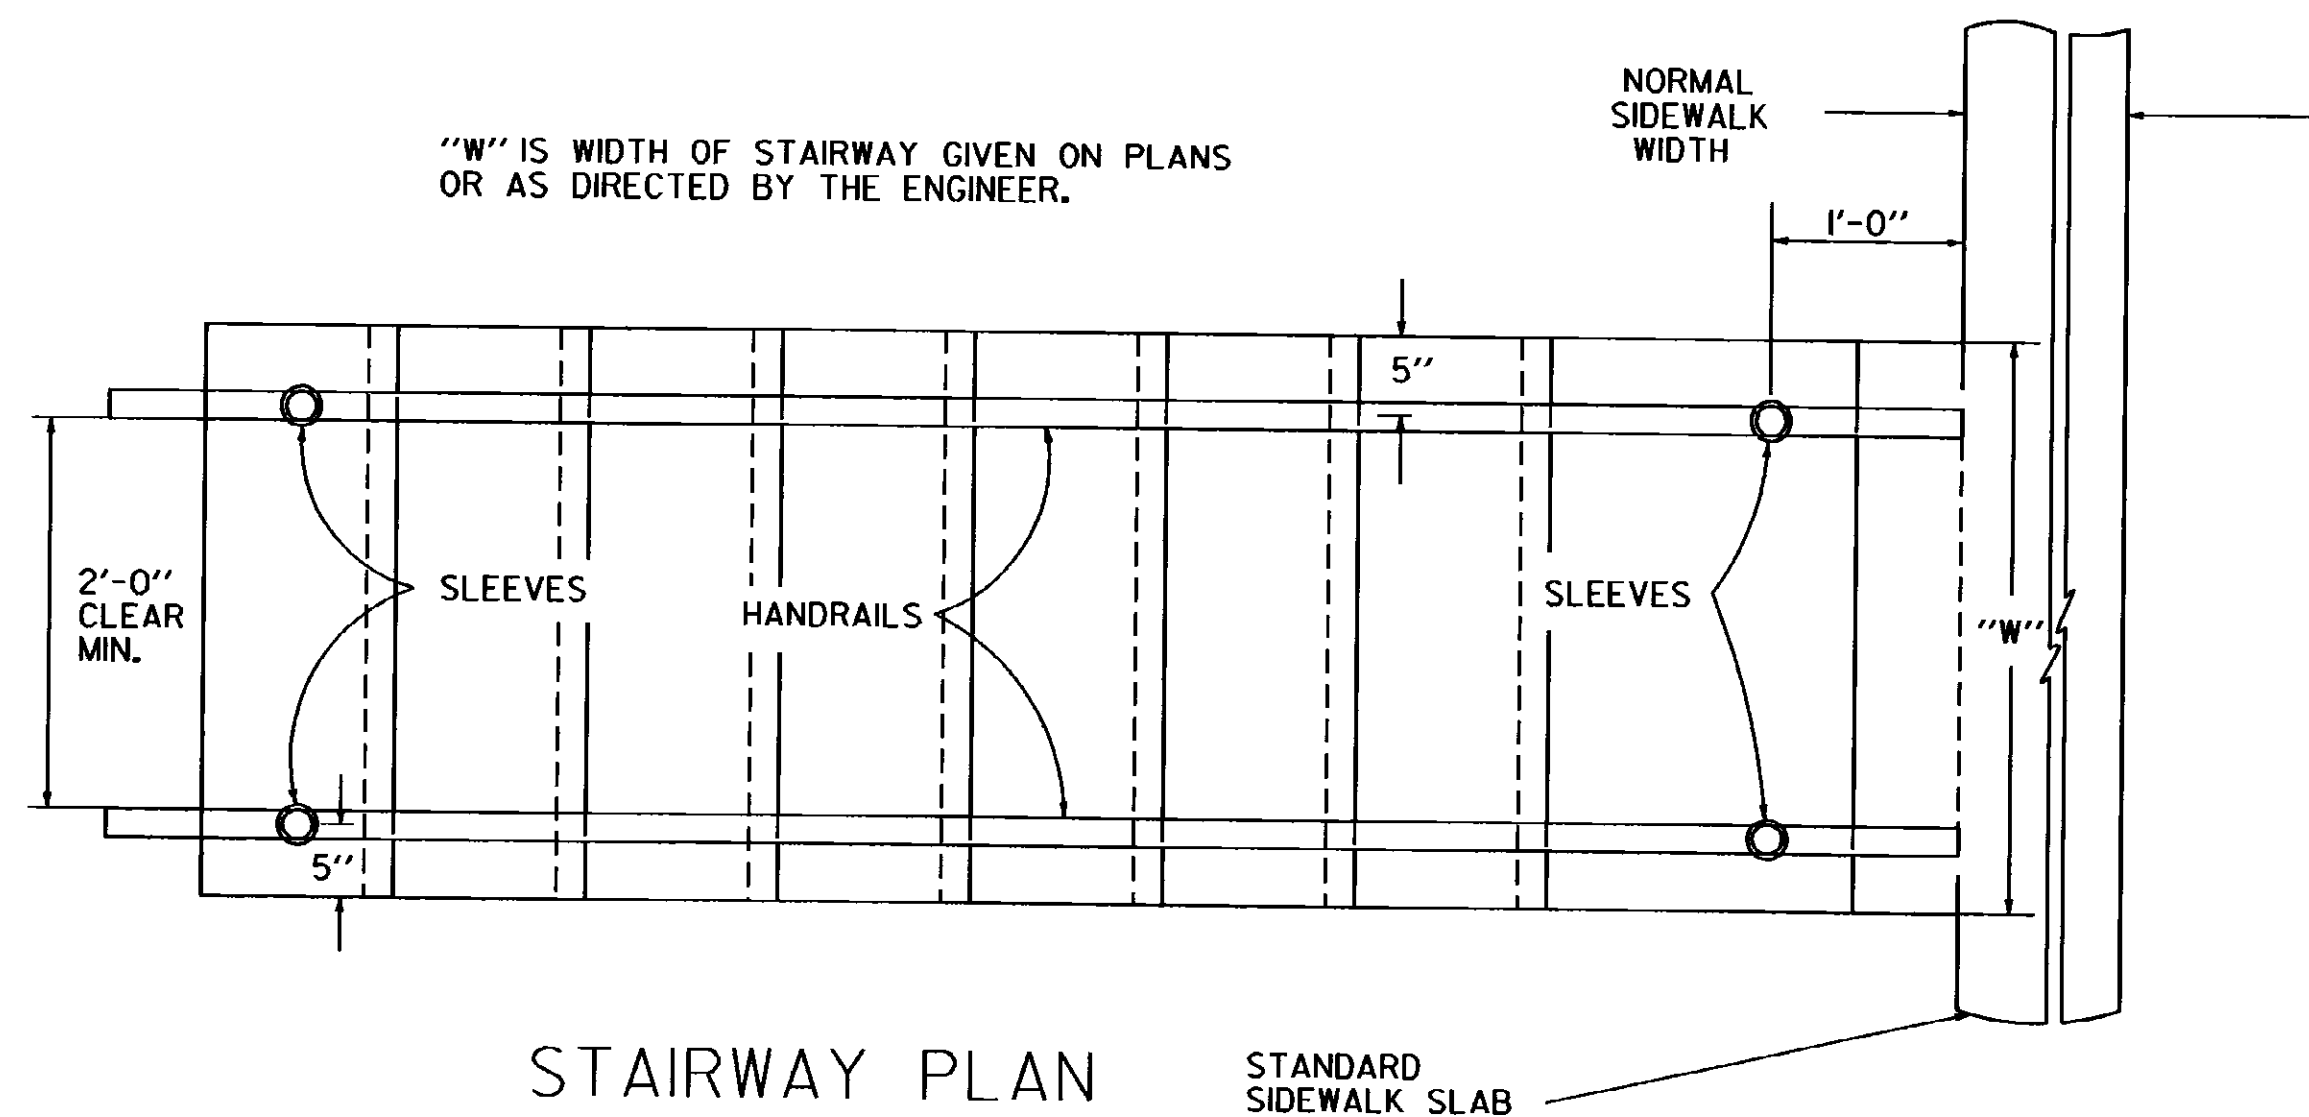 NORMAL
SIDEWALK
WIDTH
"W" IS WIDTH OF STAIRWAY GIVEN ON PLANS
OR AS DIRECTED BY THE ENGINEER.
1'-0"
5"
2'-0"
CLEAR
MIN.
SLEEVES
HANDRAILS
SLEEVES
"W"
5"
STAIRWAY PLAN
STANDARD
SIDEWALK SLAB